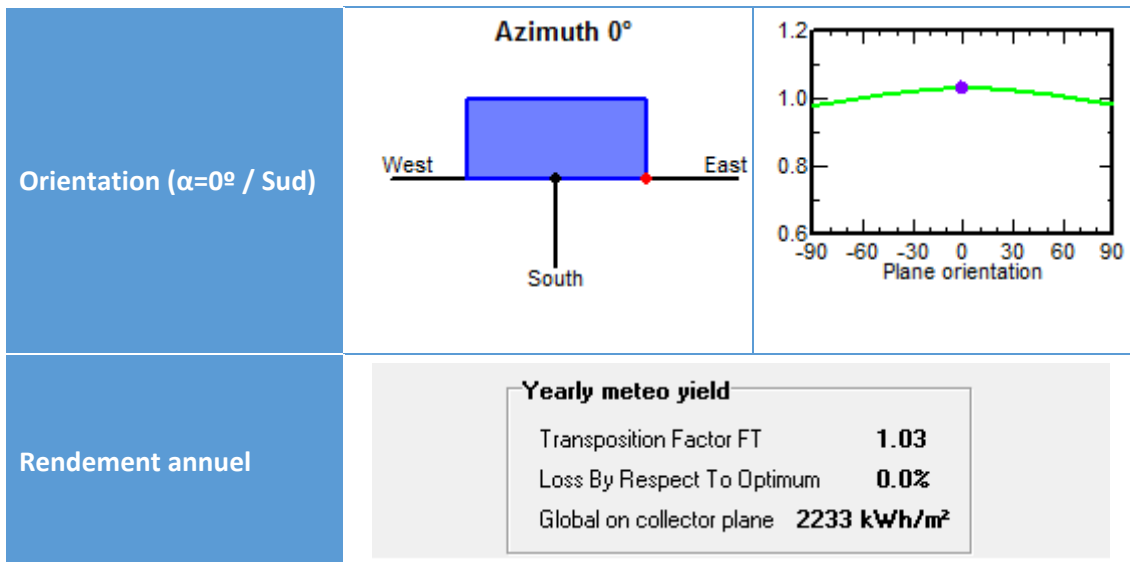 Orientation (α=0º / Sud)
Azimuth 0°
West
East
South
1.2
1.0
0.8
0.6
-90 -60 -30 0 30 60 90
Plane orientation
Rendement annuel
Yearly meteo yield
Transposition Factor FT 1.03
Loss By Respect To Optimum 0.0%
Global on collector plane 2233 kWh/m²